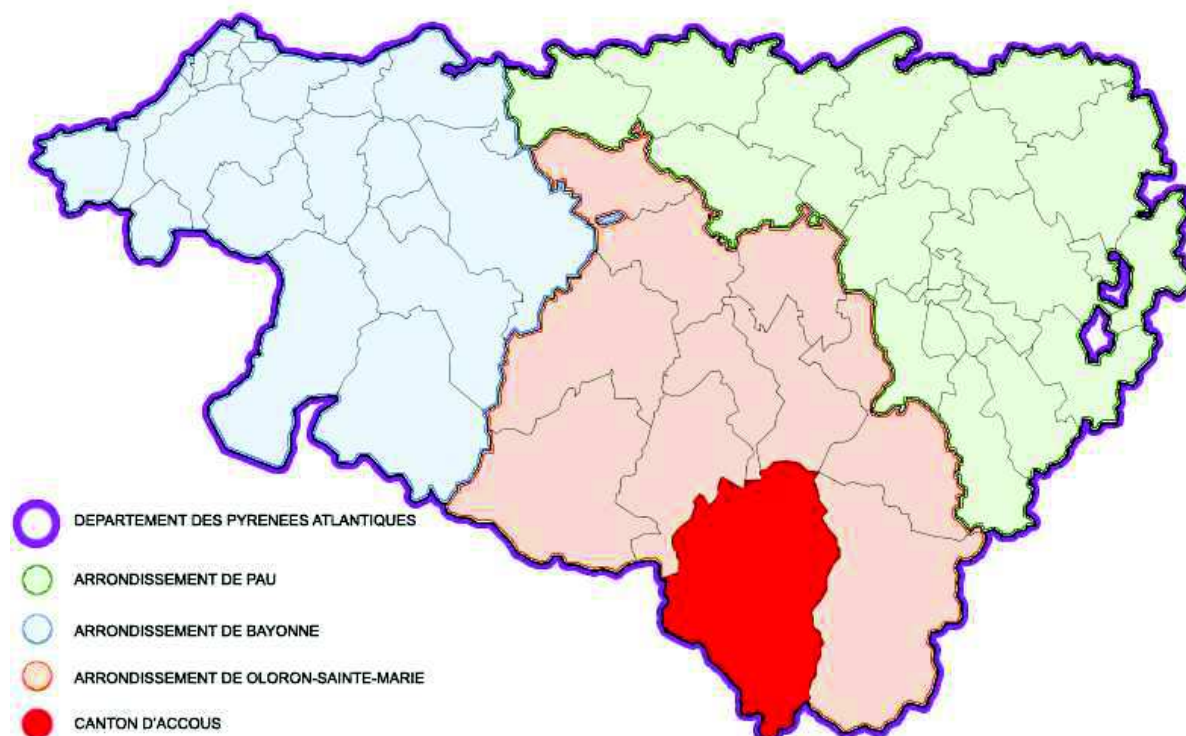 DEPARTEMENT DES PYRENEES ATLANTIQUES
ARRONDISSEMENT DE PAU
ARRONDISSEMENT DE BAYONNE
ARRONDISSEMENT DE OLORON-SAINTE-MARIE
CANTON D'ACCOUS